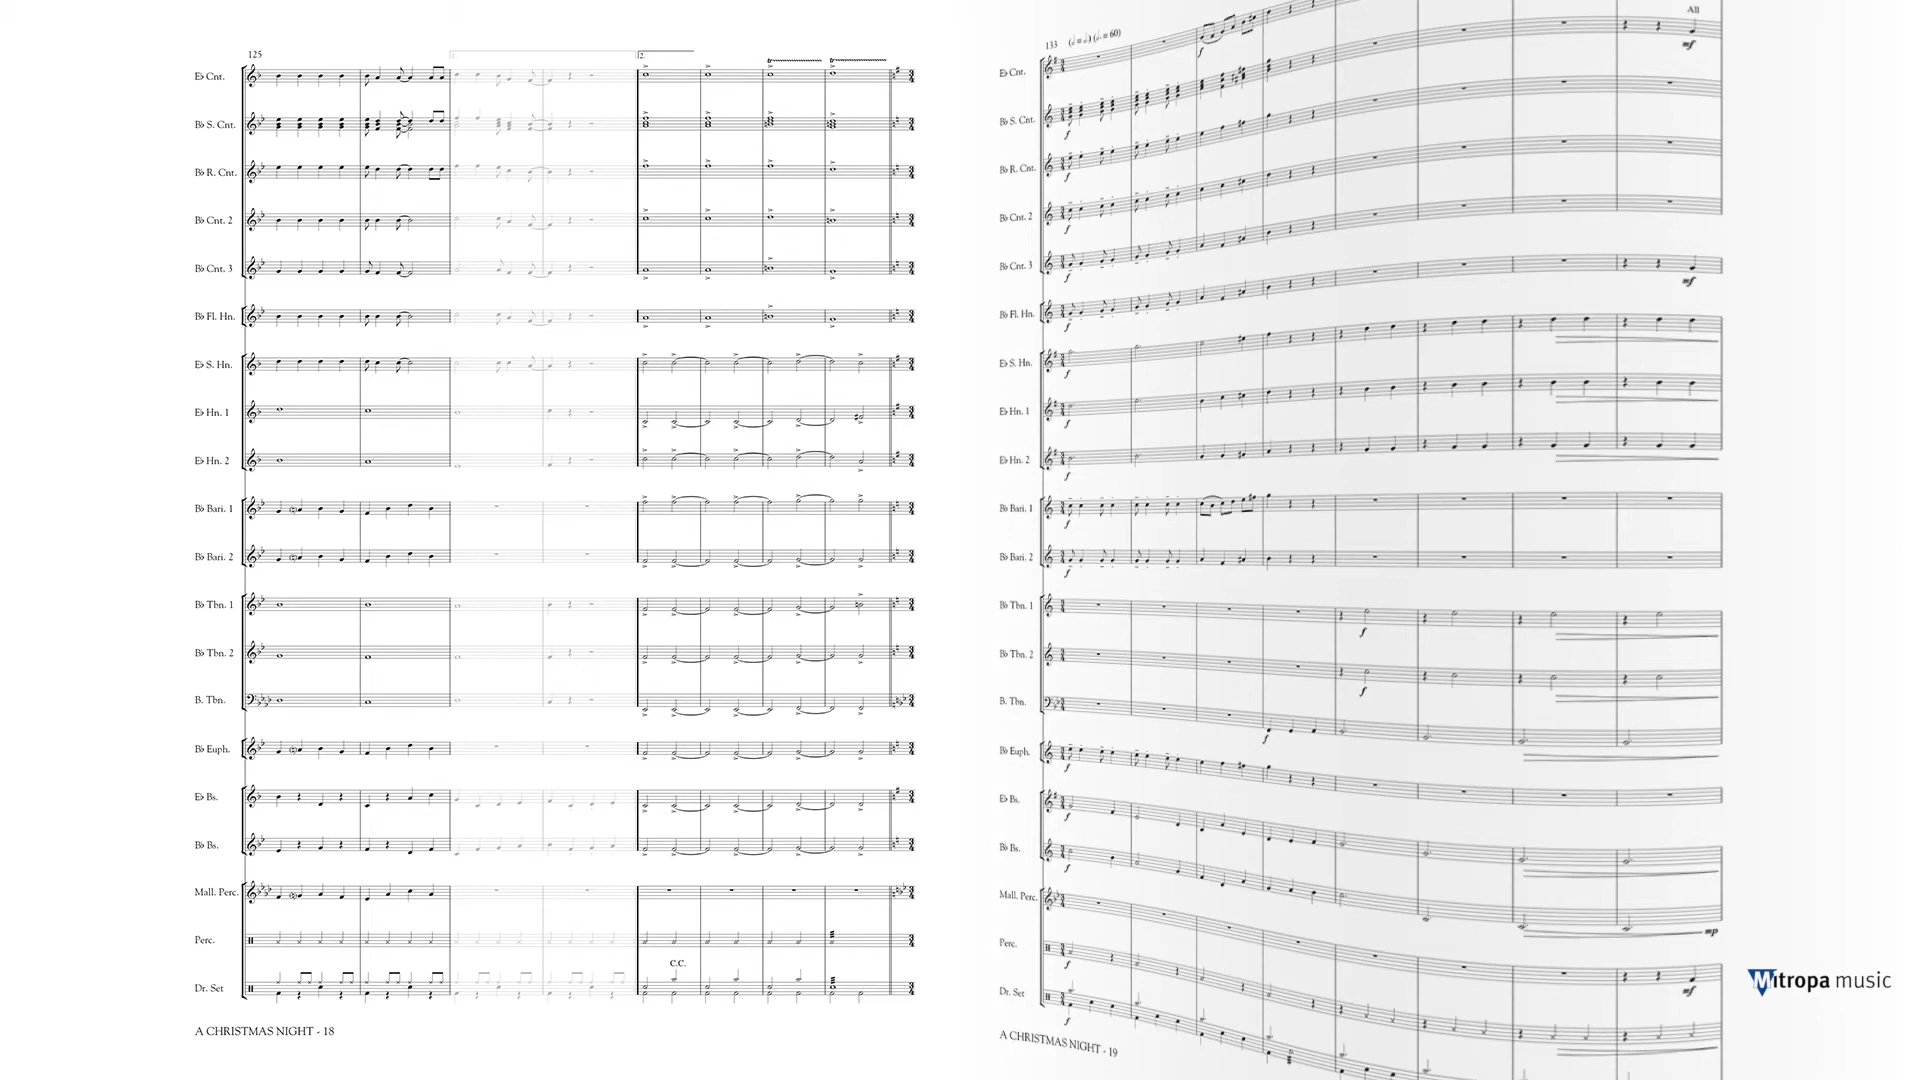 125
1.
2.
E♭ Cnt.
B♭ S. Cnt.
B♭ R. Cnt.
B♭ Cnt. 2
B♭ Cnt. 3
B♭ Fl. Hn.
E♭ S. Hn.
E♭ Hn. 1
E♭ Hn. 2
B♭ Bari. 1
B♭ Bari. 2
B♭ Tbn. 1
B♭ Tbn. 2
B. Tbn.
B♭ Euph.
E♭ Bs.
B♭ Bs.
Mall. Perc.
Perc.
C.C.
Dr. Set
A CHRISTMAS NIGHT - 18
133
All
E♭ Cnt.
B♭ S. Cnt.
B♭ R. Cnt.
B♭ Cnt. 2
B♭ Cnt. 3
B♭ Fl. Hn.
E♭ S. Hn.
E♭ Hn. 1
E♭ Hn. 2
B♭ Bari. 1
B♭ Bari. 2
B♭ Tbn. 1
B♭ Tbn. 2
B. Tbn.
B♭ Euph.
E♭ Bs.
B♭ Bs.
Mall. Perc.
Perc.
Dr. Set
A CHRISTMAS NIGHT - 19
Mitropa music